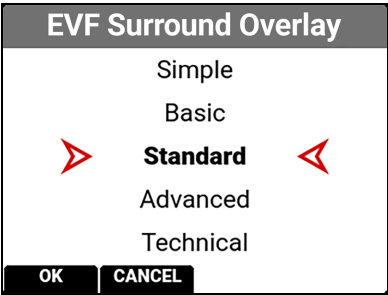 EVF Surround Overlay
Simple
Basic
Standard
Advanced
Technical
OK CANCEL